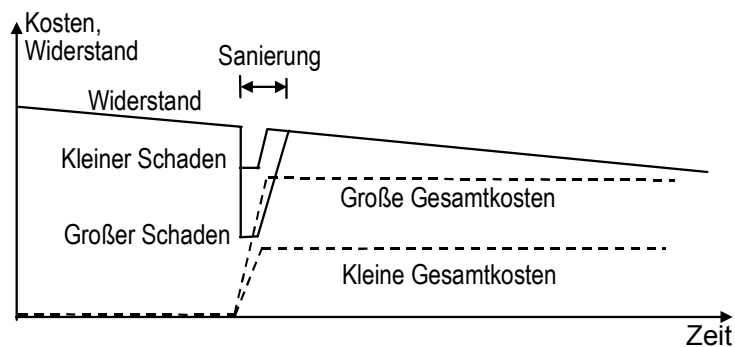 Kosten,
Widerstand
Sanierung
Widerstand
Kleiner Schaden
Große Gesamtkosten
Großer Schaden
Kleine Gesamtkosten
Zeit